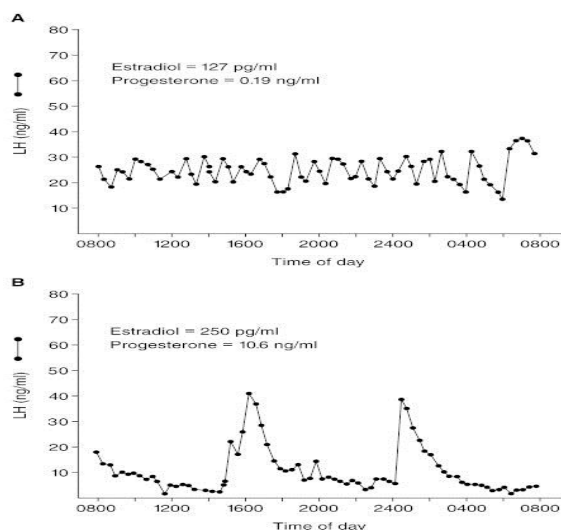 A
80
70
60
50
40
30
20
10
LH (ng/ml)
Estradiol = 127 pg/ml
Progesterone = 0.19 ng/ml
0800 1200 1600 2000 2400 0400 0800
Time of day
B
80
70
60
50
40
30
20
10
LH (ng/ml)
Estradiol = 250 pg/ml
Progesterone = 10.6 ng/ml
0800 1200 1600 2000 2400 0400 0800
Time of day